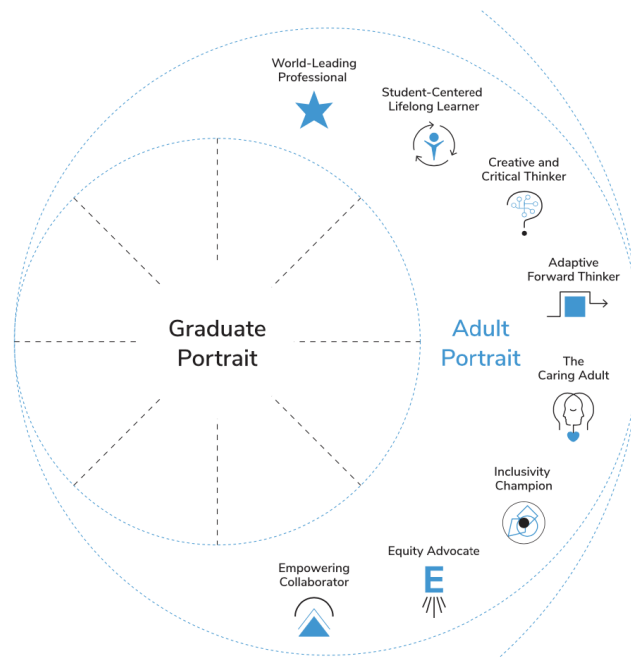 World-Leading
Professional
Student-Centered
Lifelong Learner
Creative and
Critical Thinker
Adaptive
Forward Thinker
Graduate
Portrait
Adult
Portrait
The
Caring Adult
Inclusivity
Champion
Equity Advocate
E
Empowering
Collaborator